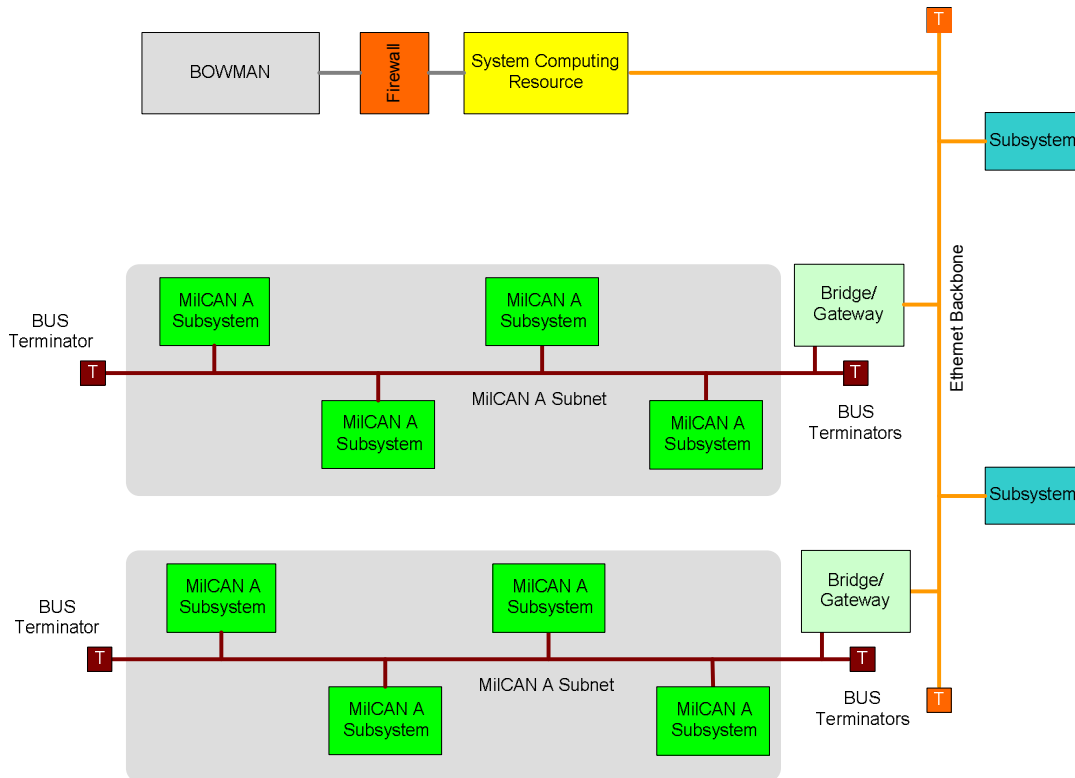 T
BOWMAN
Firewall
System Computing
Resource
Subsystem
Ethernet Backbone
MilCAN A
Subsystem
MilCAN A
Subsystem
Bridge/
Gateway
BUS
Terminator
T
T
MilCAN A Subnet
MilCAN A
Subsystem
MilCAN A
Subsystem
BUS
Terminators
Subsystem
MilCAN A
Subsystem
MilCAN A
Subsystem
Bridge/
Gateway
BUS
Terminator
T
T
MilCAN A Subnet
MilCAN A
Subsystem
MilCAN A
Subsystem
BUS
Terminators
T